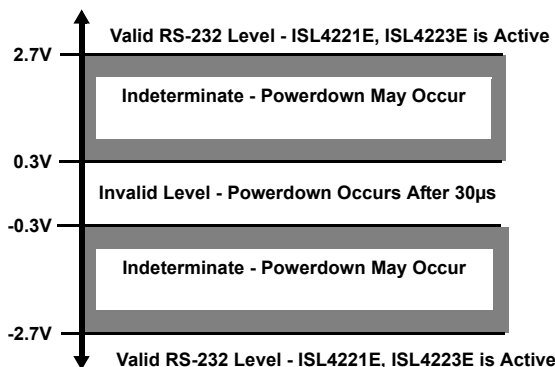 Valid RS-232 Level - ISL4221E, ISL4223E is Active
2.7V
Indeterminate - Powerdown May Occur
0.3V
Invalid Level - Powerdown Occurs After 30µs
-0.3V
Indeterminate - Powerdown May Occur
-2.7V
Valid RS-232 Level - ISL4221E, ISL4223E is Active